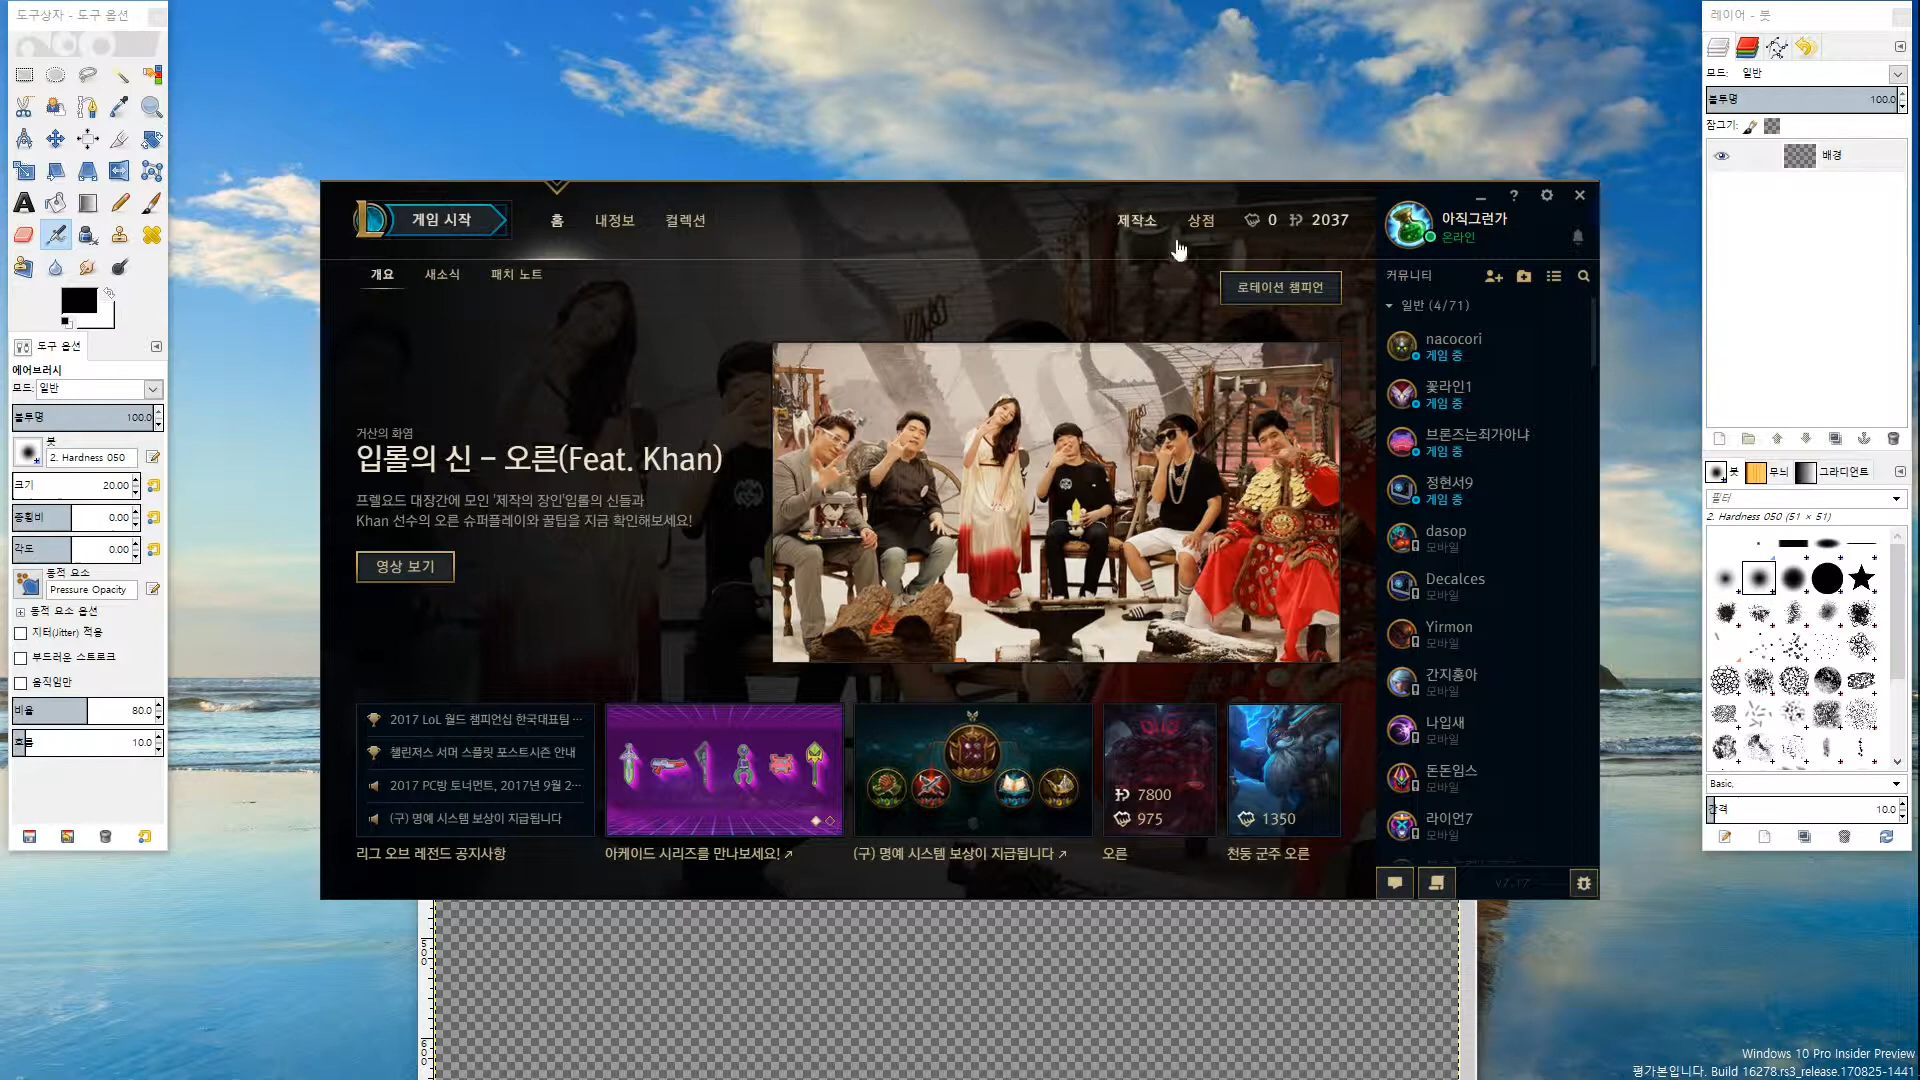 도구상자 - 도구 옵션
도구 옵션
에어브러시
모드: 일반
불투명 100.0
붓
2. Hardness 050
크기 20.00
종횡비 0.00
각도 0.00
동적 요소
Pressure Opacity
동적 요소 옵션
지터(Jitter) 적용
부드러운 스트로크
움직임만
비율 80.0
흐름 10.0
게임 시작
홈
내정보
컬렉션
제작소
상점
0
2037
개요
새소식
패치 노트
로테이션 챔피언
거산의 화염
입롤의 신 – 오른(Feat. Khan)
프렐요드 대장간에 모인 '제작의 장인'입롤의 신들과
Khan 선수의 오른 슈퍼플레이와 꿀팁을 지금 확인해보세요!
영상 보기
2017 LoL 월드 챔피언십 한국대표팀 ···
챌린저스 서머 스플릿 포스트시즌 안내
2017 PC방 토너먼트, 2017년 9월 2···
(구) 명예 시스템 보상이 지급됩니다
리그 오브 레전드 공지사항
아케이드 시리즈를 만나보세요! ↗
(구) 명예 시스템 보상이 지급됩니다 ↗
7800
975
오른
1350
천둥 군주 오른
아직그런가
온라인
커뮤니티
일반 (4/71)
nacocori
게임 중
꽃라인1
게임 중
브론즈는죄가아냐
게임 중
정현서9
게임 중
dasop
모바일
Decalces
모바일
Yirmon
모바일
간지홍아
모바일
나임새
모바일
돈돈임스
모바일
라이언7
모바일
V7.17
레이어 - 붓
모드: 일반
불투명 100.0
잠그기:
배경
붓
무늬
그라디언트
필터
2. Hardness 050 (51 × 51)
Basic,
간격 10.0
500
600
Windows 10 Pro Insider Preview
평가본입니다. Build 16278.rs3_release.170825-1441